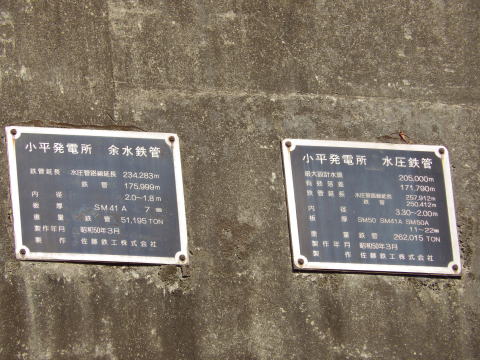 小平発電所 余水鉄管
鉄管延長 水圧管路総延長 234,283m
鉄管 175,999m
内径 2.0~1.8m
板厚 SM41A 7mm
重量 鉄管 51,195 TON
製作年月 昭和50年3月
製作 佐藤鉄工株式会社
小平発電所 水圧鉄管
最大設計水頭 205,000m
有効落差 171,790m
鉄管延長 水圧管路総延長 257,912m
鉄管 250,412m
内径 3.30~2.00m
板厚 SM50 SM41A SM50A
11~22mm
重量 鉄管 262,015 TON
製作年月 昭和50年3月
製作 佐藤鉄工株式会社